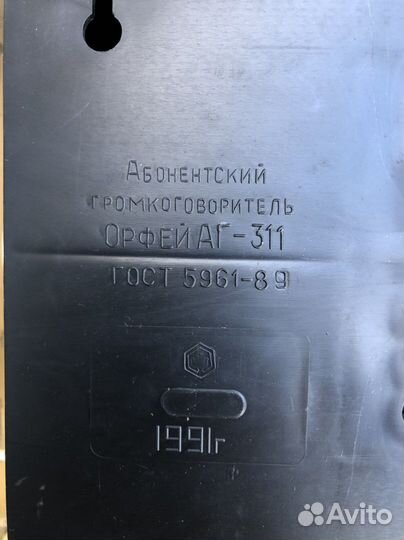 Абонентский
громкоговоритель
Орфей АГ-311
ГОСТ 5961-89
1991г
Avito